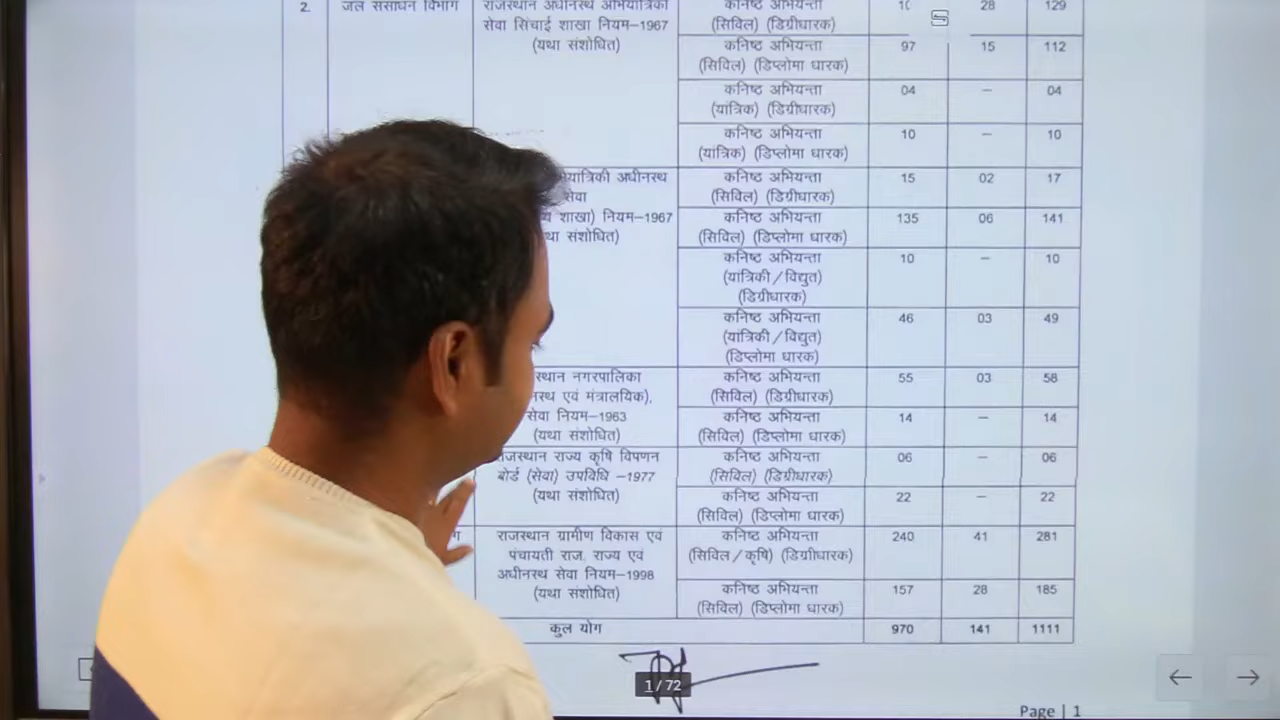 2. जल संसाधन विभाग राजस्थान अधीनस्थ अभियांत्रिकी कनिष्ठ अभियन्ता 28 129
सेवा सिंचाई शाखा नियम–1967 (सिविल) (डिग्रीधारक)
(यथा संशोधित) कनिष्ठ अभियन्ता 97 15 112
(सिविल) (डिप्लोमा धारक)
कनिष्ठ अभियन्ता 04 – 04
(यांत्रिक) (डिग्रीधारक)
कनिष्ठ अभियन्ता 10 – 10
(यांत्रिक) (डिप्लोमा धारक)
अधीनस्थ कनिष्ठ अभियन्ता 15 02 17
सेवा (सिविल) (डिग्रीधारक)
शाखा) नियम–1967 कनिष्ठ अभियन्ता 135 06 141
संशोधित) (सिविल) (डिप्लोमा धारक)
कनिष्ठ अभियन्ता 10 – 10
(यांत्रिकी/विद्युत)
(डिग्रीधारक)
कनिष्ठ अभियन्ता 46 03 49
(यांत्रिकी/विद्युत)
(डिप्लोमा धारक)
नगरपालिका कनिष्ठ अभियन्ता 55 03 58
एवं मंत्रालयिक), (सिविल) (डिग्रीधारक)
सेवा नियम–1963 कनिष्ठ अभियन्ता 14 – 14
(यथा संशोधित) (सिविल) (डिप्लोमा धारक)
राज्य कृषि विपणन कनिष्ठ अभियन्ता 06 – 06
बोर्ड (सेवा) उपविधि –1977 (सिविल) (डिग्रीधारक)
(यथा संशोधित) कनिष्ठ अभियन्ता 22 – 22
(सिविल) (डिप्लोमा धारक)
राजस्थान ग्रामीण विकास एवं कनिष्ठ अभियन्ता 240 41 281
पंचायती राज. राज्य एवं (सिविल/कृषि) (डिग्रीधारक)
अधीनस्थ सेवा नियम–1998 कनिष्ठ अभियन्ता 157 28 185
(यथा संशोधित) (सिविल) (डिप्लोमा धारक)
कुल योग 970 141 1111
1 / 72
Page | 1